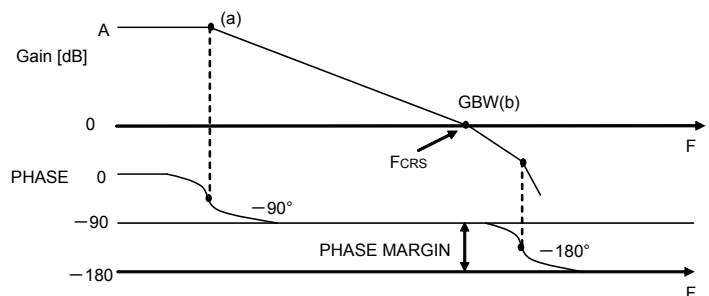 A
(a)
Gain [dB]
GBW(b)
0
FCRS
F
PHASE
0
−90°
−90
PHASE MARGIN
−180°
−180
F